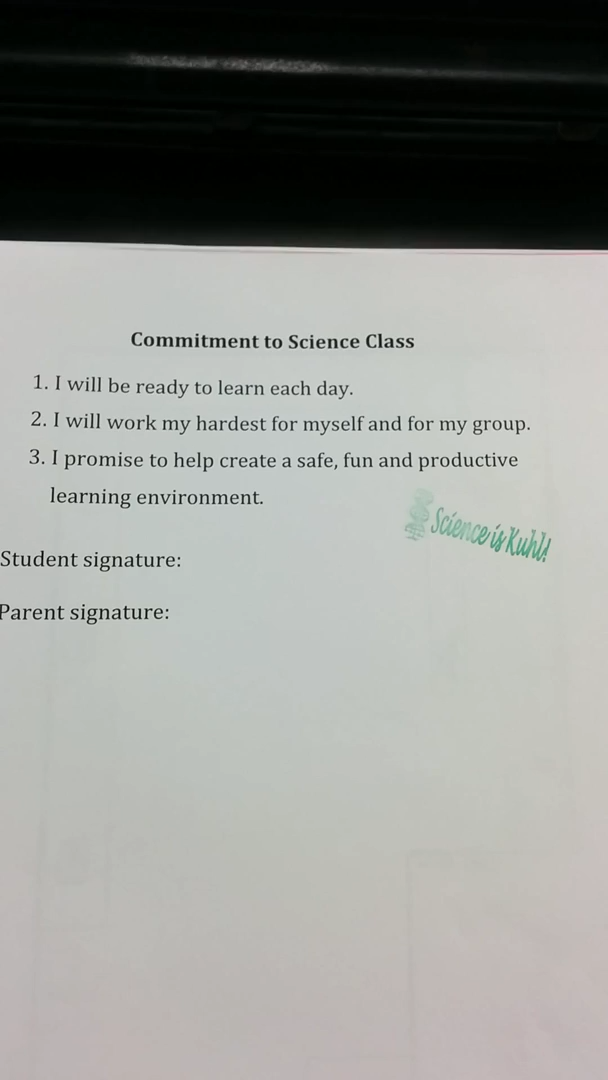 Commitment to Science Class
1. I will be ready to learn each day.
2. I will work my hardest for myself and for my group.
3. I promise to help create a safe, fun and productive
learning environment.
Science is Kuhl!
Student signature:
Parent signature: